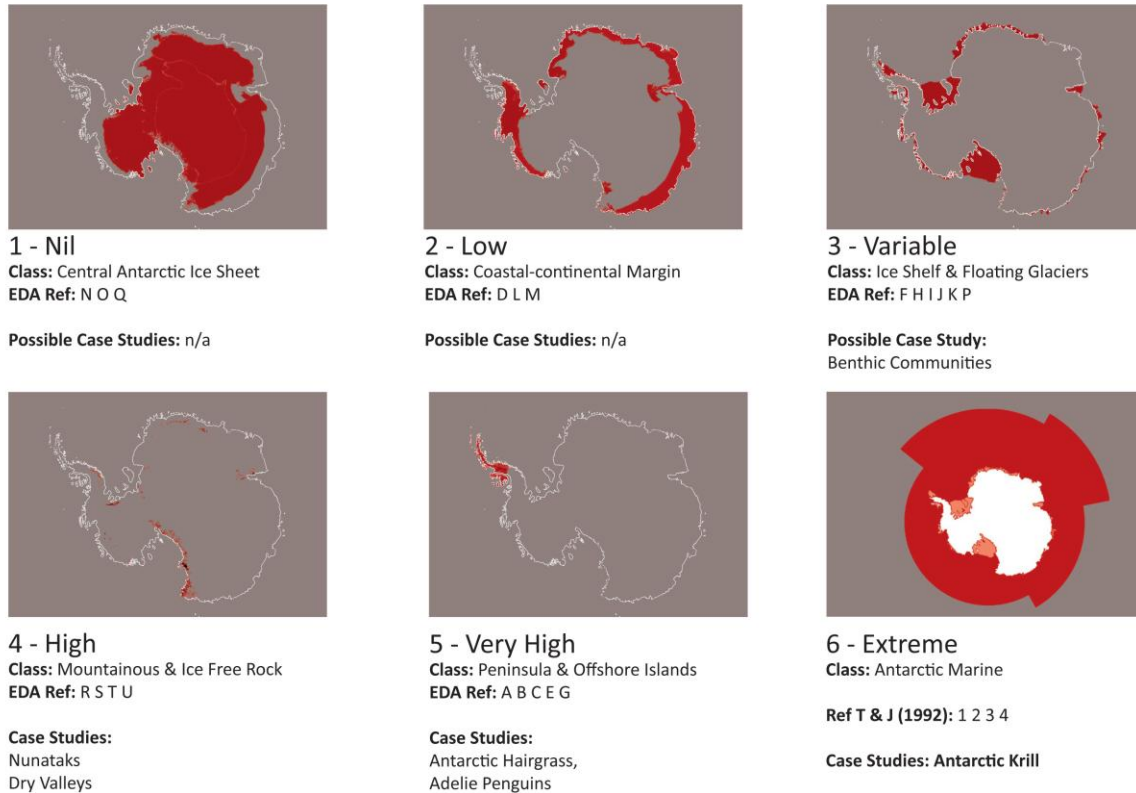 1 - Nil
Class: Central Antarctic Ice Sheet
EDA Ref: N O Q
Possible Case Studies: n/a
2 - Low
Class: Coastal-continental Margin
EDA Ref: D L M
Possible Case Studies: n/a
3 - Variable
Class: Ice Shelf & Floating Glaciers
EDA Ref: F H I J K P
Possible Case Study:
Benthic Communities
4 - High
Class: Mountainous & Ice Free Rock
EDA Ref: R S T U
Case Studies:
Nunataks
Dry Valleys
5 - Very High
Class: Peninsula & Offshore Islands
EDA Ref: A B C E G
Case Studies:
Antarctic Hairgrass,
Adelie Penguins
6 - Extreme
Class: Antarctic Marine
Ref T & J (1992): 1 2 3 4
Case Studies: Antarctic Krill